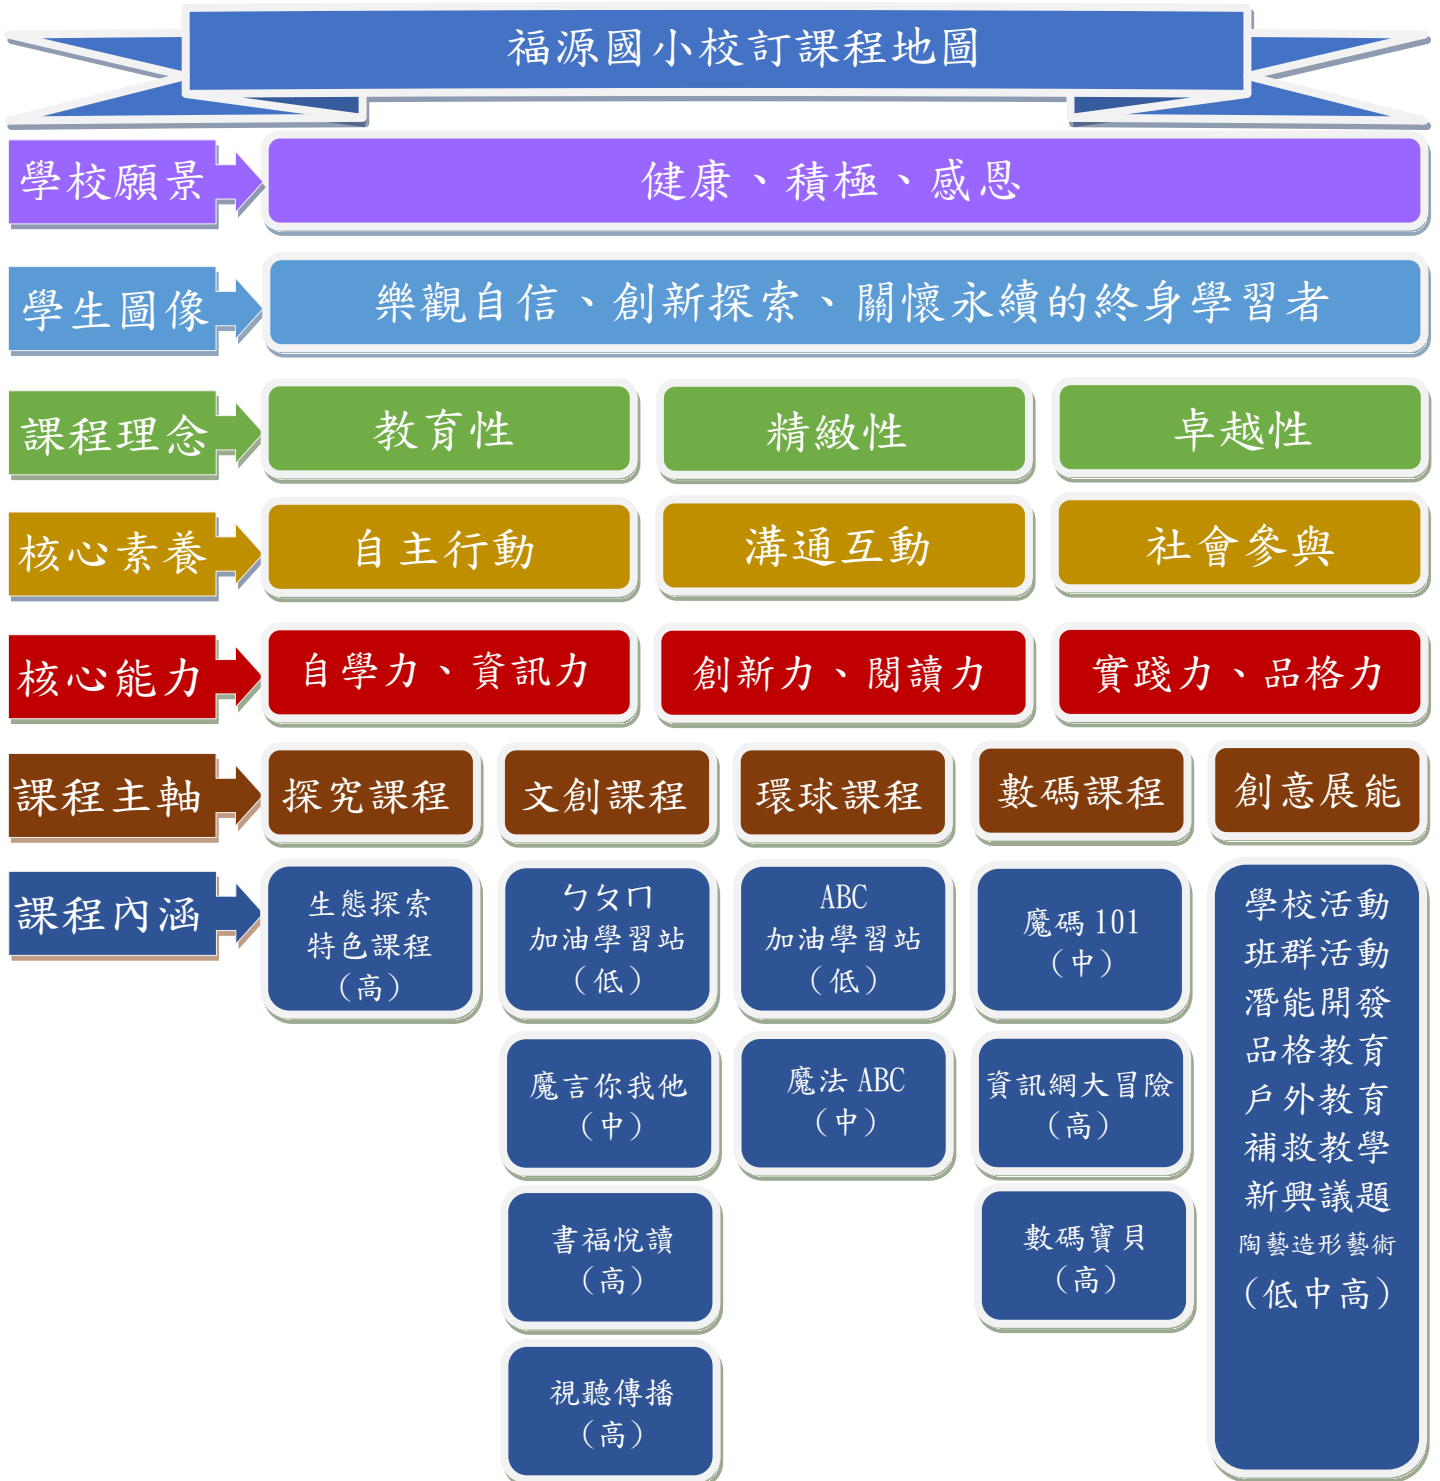 福源國小校訂課程地圖
學校願景
健康、積極、感恩
學生圖像
樂觀自信、創新探索、關懷永續的終身學習者
課程理念
教育性
精緻性
卓越性
核心素養
自主行動
溝通互動
社會參與
核心能力
自學力、資訊力
創新力、閱讀力
實踐力、品格力
課程主軸
探究課程
文創課程
環球課程
數碼課程
創意展能
課程內涵
生態探索
特色課程
（高）
ㄅㄆㄇ
加油學習站
（低）
魔言你我他
（中）
書福悅讀
（高）
視聽傳播
（高）
ABC
加油學習站
（低）
魔法 ABC
（中）
魔碼 101
（中）
資訊網大冒險
（高）
數碼寶貝
（高）
學校活動
班群活動
潛能開發
品格教育
戶外教育
補救教學
新興議題
陶藝造形藝術
（低中高）